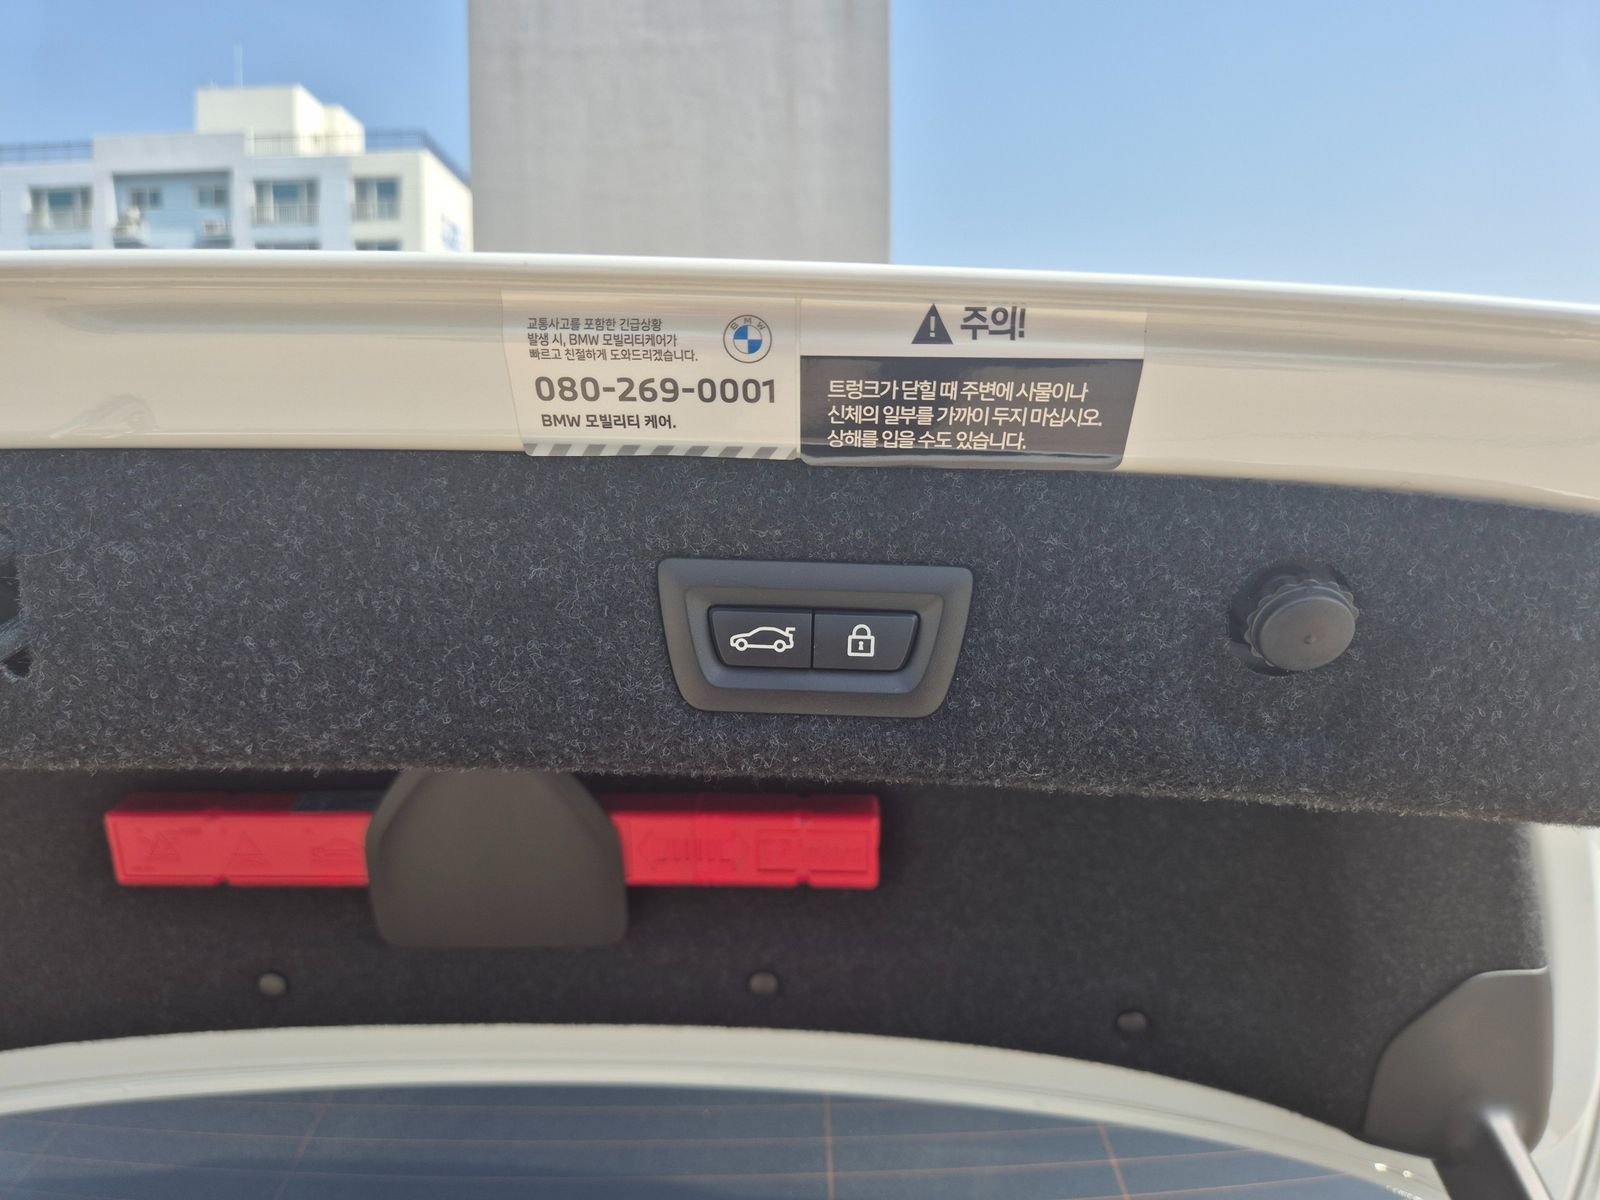 교통사고를 포함한 긴급상황
발생 시, BMW 모빌리티케어가
빠르고 친절하게 도와드리겠습니다.
BMW
080-269-0001
BMW 모빌리티 케어.
주의!
트렁크가 닫힐 때 주변에 사물이나
신체의 일부를 가까이 두지 마십시오.
상해를 입을 수도 있습니다.